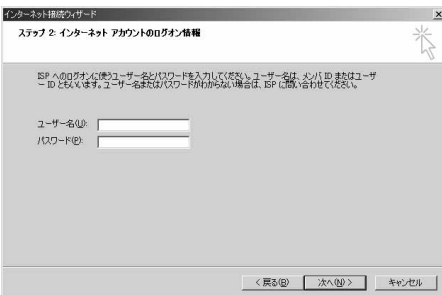 インターネット接続ウィザード
ステップ 2: インターネット アカウントのログオン情報
ISP へのログオンに使うユーザー名とパスワードを入力してください。ユーザー名は、メンバ ID またはユーザ
ー ID ともいいます。ユーザー名またはパスワードがわからない場合は、ISP に問い合わせてください。
ユーザー名(U):
パスワード(P):
< 戻る(B)
次へ(N) >
キャンセル